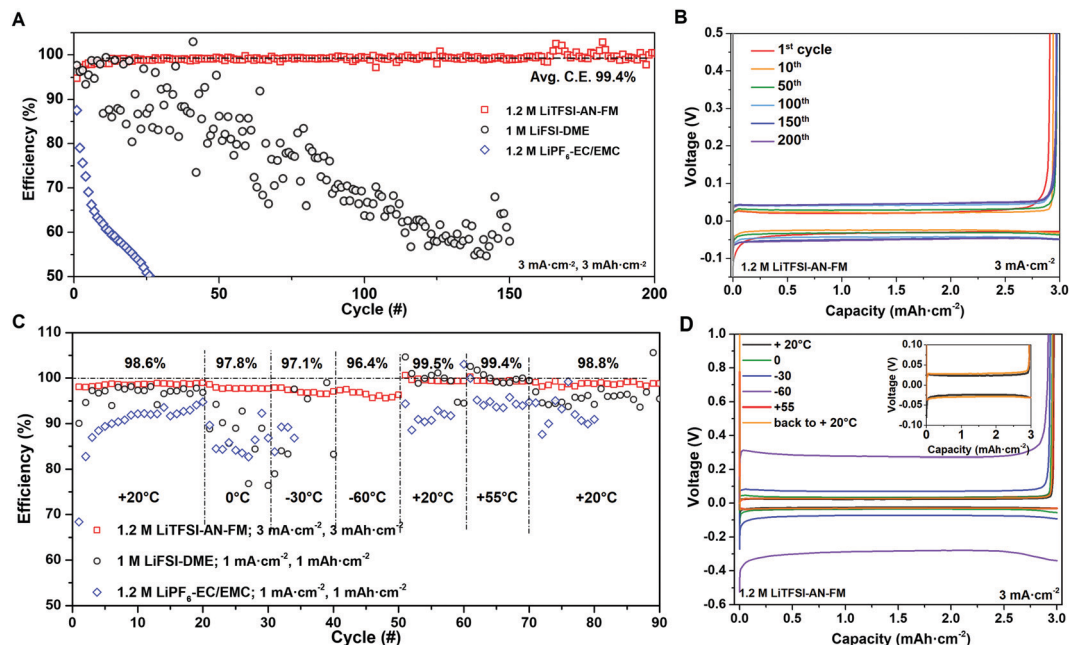 A
110
100
90
80
70
60
50
Efficiency (%)
Avg. C.E. 99.4%
1.2 M LiTFSI-AN-FM
1 M LiFSI-DME
1.2 M LiPF₆-EC/EMC
3 mA·cm⁻², 3 mAh·cm⁻²
0 50 100 150 200
Cycle (#)
B
0.5
0.4
0.3
0.2
0.1
0.0
-0.1
Voltage (V)
1ˢᵗ cycle
10ᵗʰ
50ᵗʰ
100ᵗʰ
150ᵗʰ
200ᵗʰ
1.2 M LiTFSI-AN-FM 3 mA·cm⁻²
0.0 0.5 1.0 1.5 2.0 2.5 3.0
Capacity (mAh·cm⁻²)
C
110
100
90
80
70
60
50
Efficiency (%)
98.6% 97.8% 97.1% 96.4% 99.5% 99.4% 98.8%
+20°C 0°C -30°C -60°C +20°C +55°C +20°C
1.2 M LiTFSI-AN-FM; 3 mA·cm⁻², 3 mAh·cm⁻²
1 M LiFSI-DME; 1 mA·cm⁻², 1 mAh·cm⁻²
1.2 M LiPF₆-EC/EMC; 1 mA·cm⁻², 1 mAh·cm⁻²
0 10 20 30 40 50 60 70 80 90
Cycle (#)
D
1.0
0.8
0.6
0.4
0.2
0.0
-0.2
-0.4
-0.6
Voltage (V)
+ 20°C
0
-30
-60
+55
back to + 20°C
0.10
0.05
0.00
-0.05
-0.10
Voltage (V)
0 1 2 3
Capacity (mAh·cm⁻²)
1.2 M LiTFSI-AN-FM 3 mA·cm⁻²
0.0 0.5 1.0 1.5 2.0 2.5 3.0
Capacity (mAh·cm⁻²)